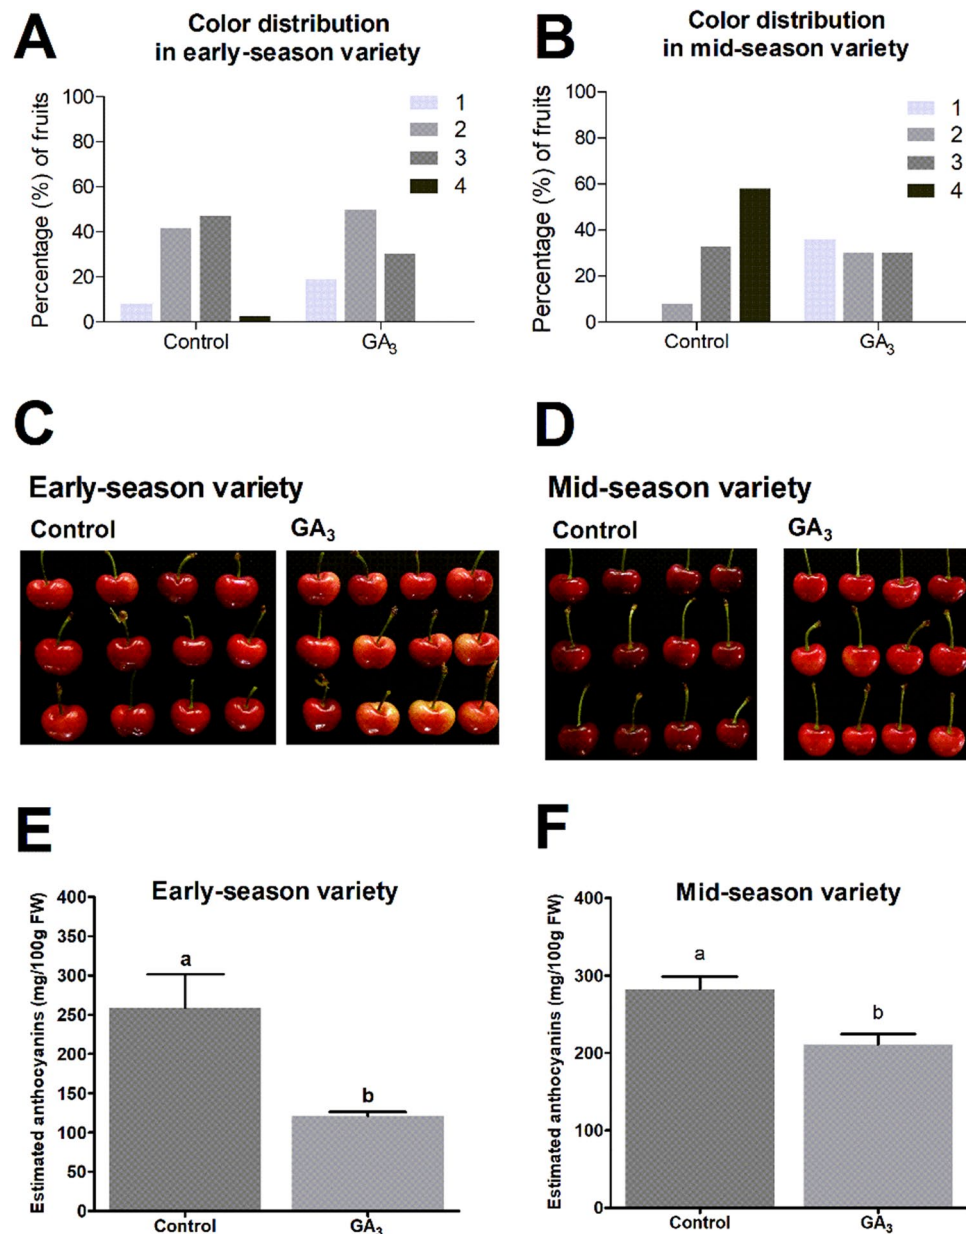 A
Color distribution
in early-season variety
Percentage (%) of fruits
100
80
60
40
20
0
1
2
3
4
Control
GA3
B
Color distribution
in mid-season variety
Percentage (%) of fruits
100
80
60
40
20
0
1
2
3
4
Control
GA3
C
Early-season variety
Control
GA3
D
Mid-season variety
Control
GA3
E
Early-season variety
Estimated anthocyanins (mg/100g FW)
400
350
300
250
200
150
100
50
0
a
b
Control
GA3
F
Mid-season variety
Estimated anthocyanins (mg/100g FW)
400
300
200
100
0
a
b
Control
GA3